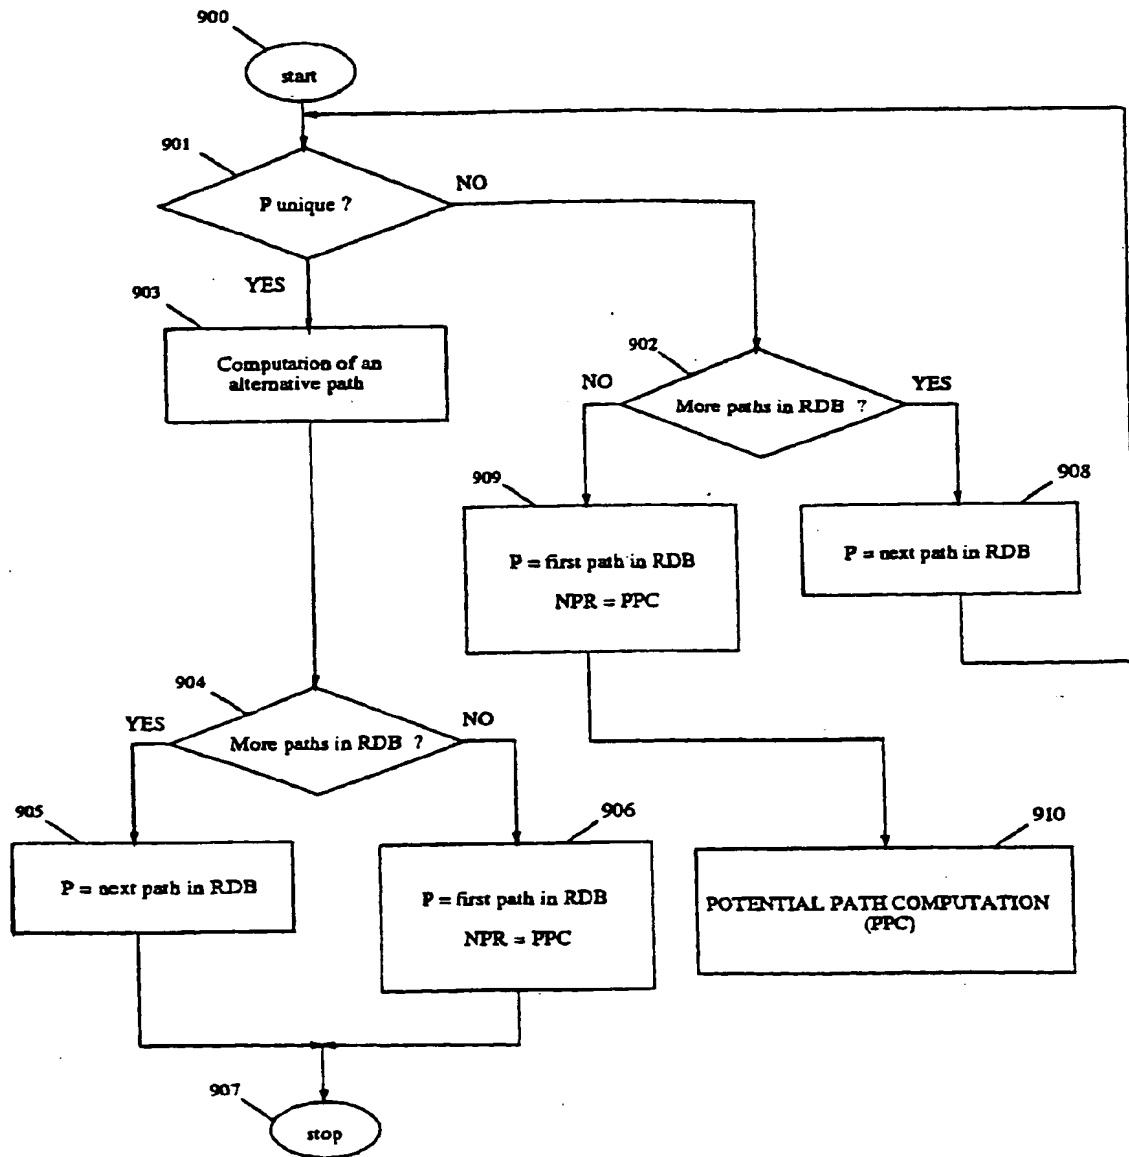 900
start
901
P unique ?
NO
YES
903
Computation of an
alternative path
902
NO
YES
More paths in RDB ?
909
908
P = first path in RDB
NPR = PPC
P = next path in RDB
904
YES
NO
More paths in RDB ?
905
906
910
P = next path in RDB
P = first path in RDB
NPR = PPC
POTENTIAL PATH COMPUTATION
(PPC)
907
stop